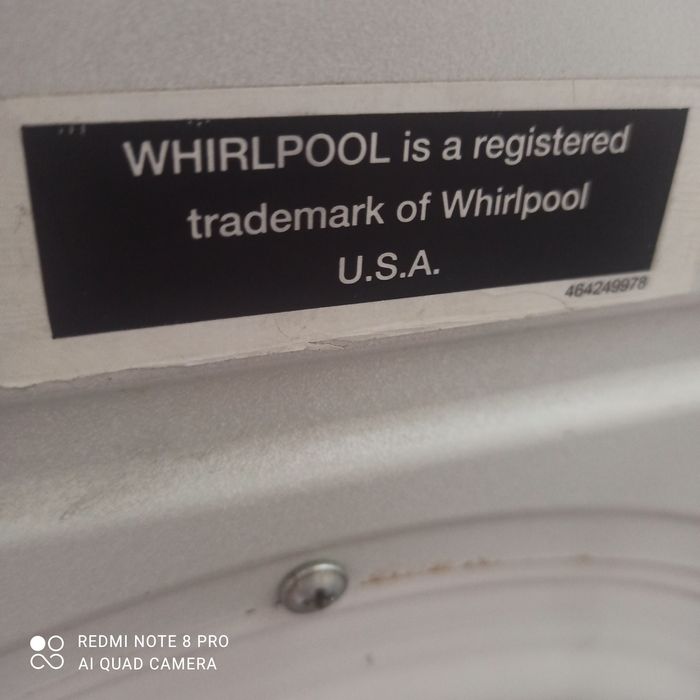 WHIRLPOOL is a registered
trademark of Whirlpool
U.S.A.
464249978
REDMI NOTE 8 PRO
AI QUAD CAMERA